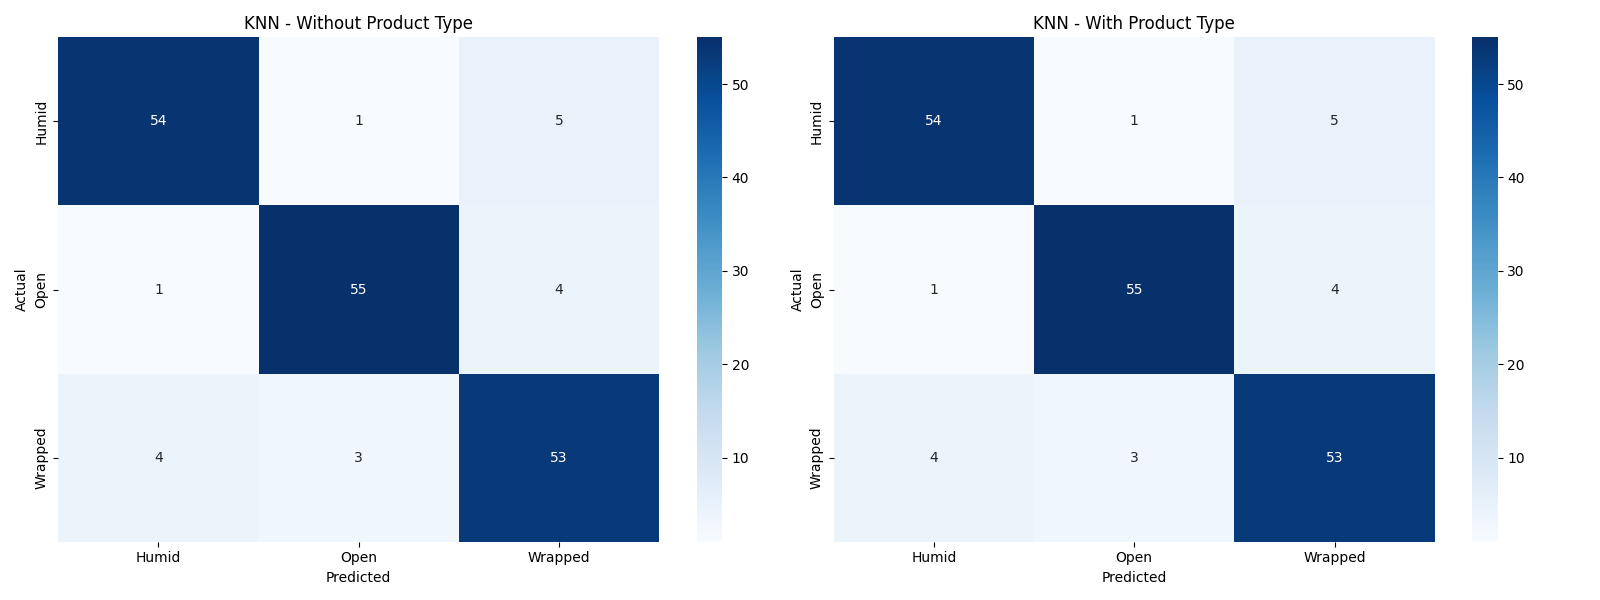 KNN - Without Product Type
Actual
Humid
Open
Wrapped
54 1 5
1 55 4
4 3 53
Humid Open Wrapped
Predicted
50
40
30
20
10
KNN - With Product Type
Actual
Humid
Open
Wrapped
54 1 5
1 55 4
4 3 53
Humid Open Wrapped
Predicted
50
40
30
20
10